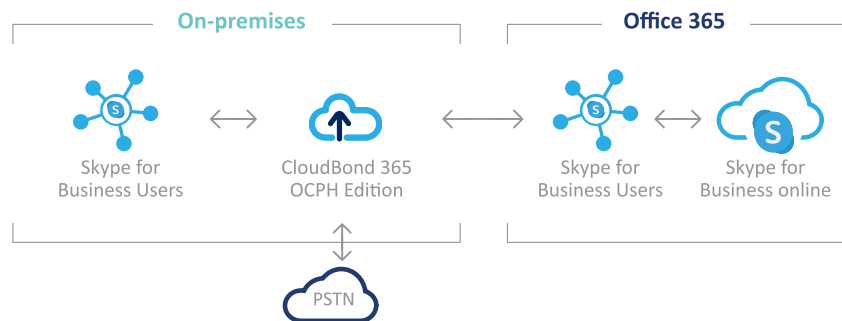 On-premises
Office 365
S
S
S
Skype for
Business Users
CloudBond 365
OCPH Edition
Skype for
Business Users
Skype for
Business online
PSTN